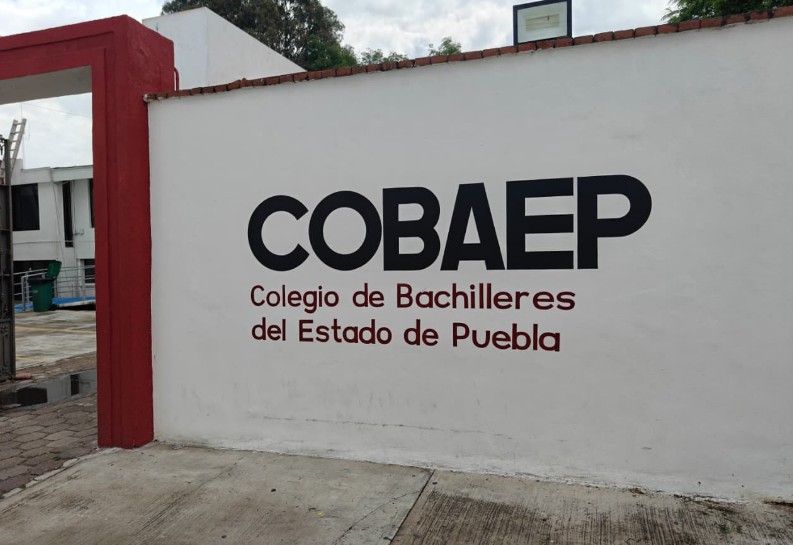 COBAEP
Colegio de Bachilleres
del Estado de Puebla